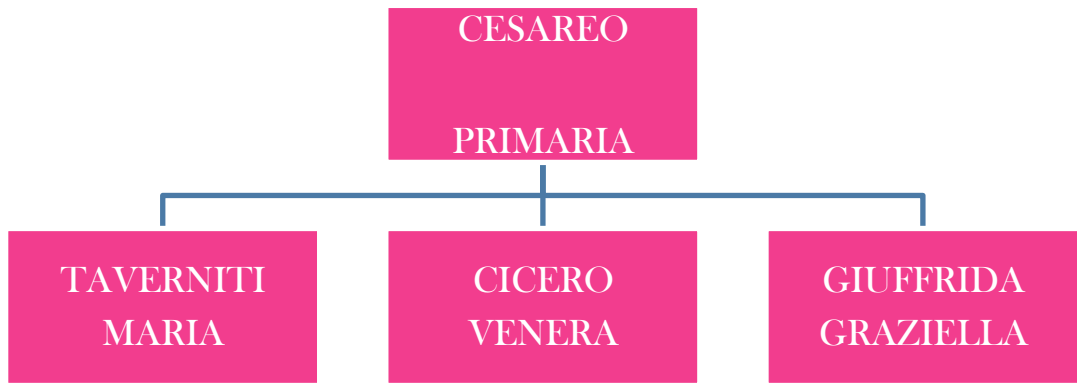 CESAREO
PRIMARIA
TAVERNITI
MARIA
CICERO
VENERA
GIUFFRIDA
GRAZIELLA